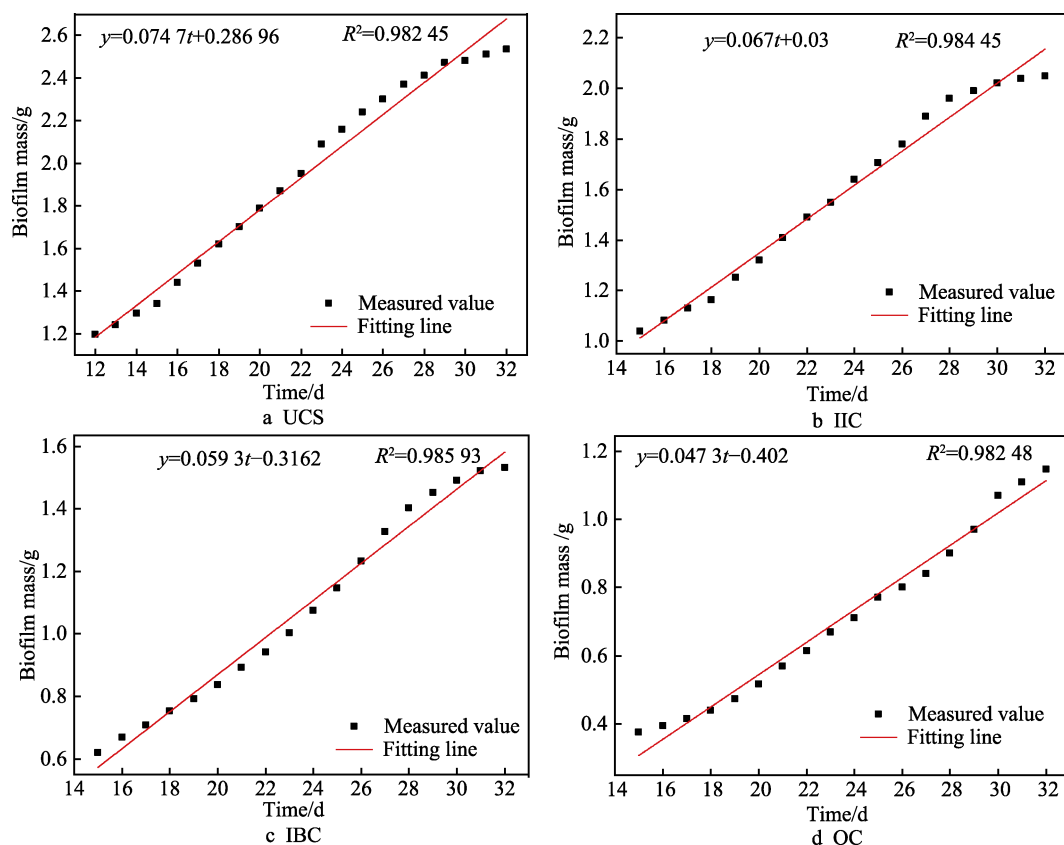 y=0.074 7t+0.286 96
R²=0.982 45
2.6
2.4
2.2
2.0
1.8
1.6
1.4
1.2
Biofilm mass/g
Measured value
Fitting line
12 14 16 18 20 22 24 26 28 30 32
Time/d
a UCS
y=0.067t+0.03
R²=0.984 45
2.2
2.0
1.8
1.6
1.4
1.2
1.0
Biofilm mass/g
Measured value
Fitting line
14 16 18 20 22 24 26 28 30 32
Time/d
b IIC
y=0.059 3t−0.3162
R²=0.985 93
1.6
1.4
1.2
1.0
0.8
0.6
Biofilm mass/g
Measured value
Fitting line
14 16 18 20 22 24 26 28 30 32
Time/d
c IBC
y=0.047 3t−0.402
R²=0.982 48
1.2
1.0
0.8
0.6
0.4
Biofilm mass /g
Measured value
Fitting line
14 16 18 20 22 24 26 28 30 32
Time/d
d OC